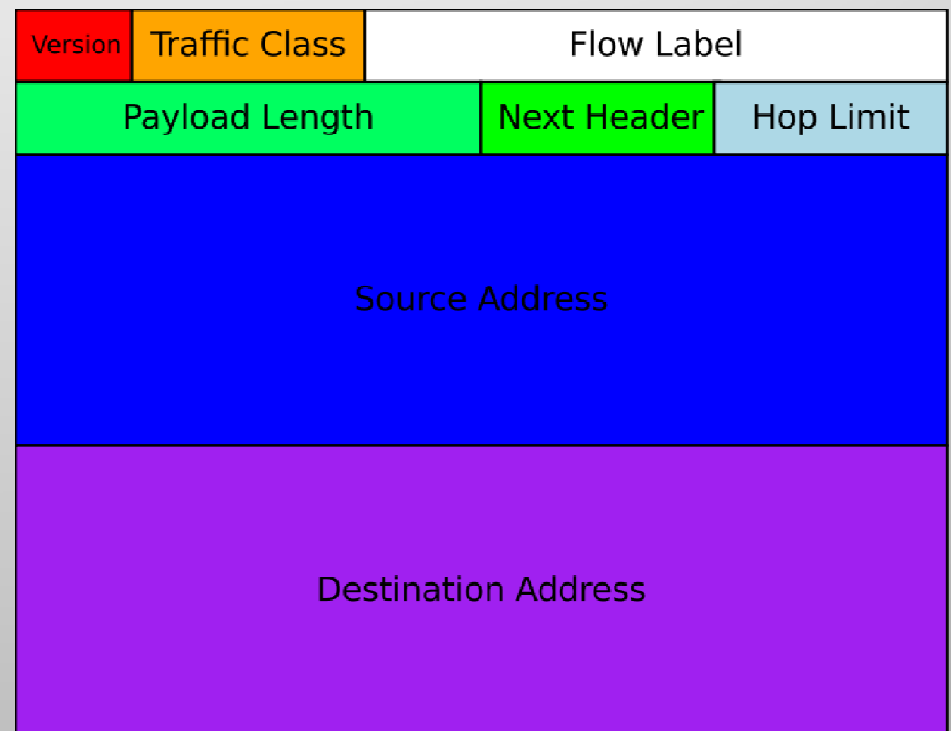 Version Traffic Class Flow Label
Payload Length Next Header Hop Limit
Source Address
Destination Address